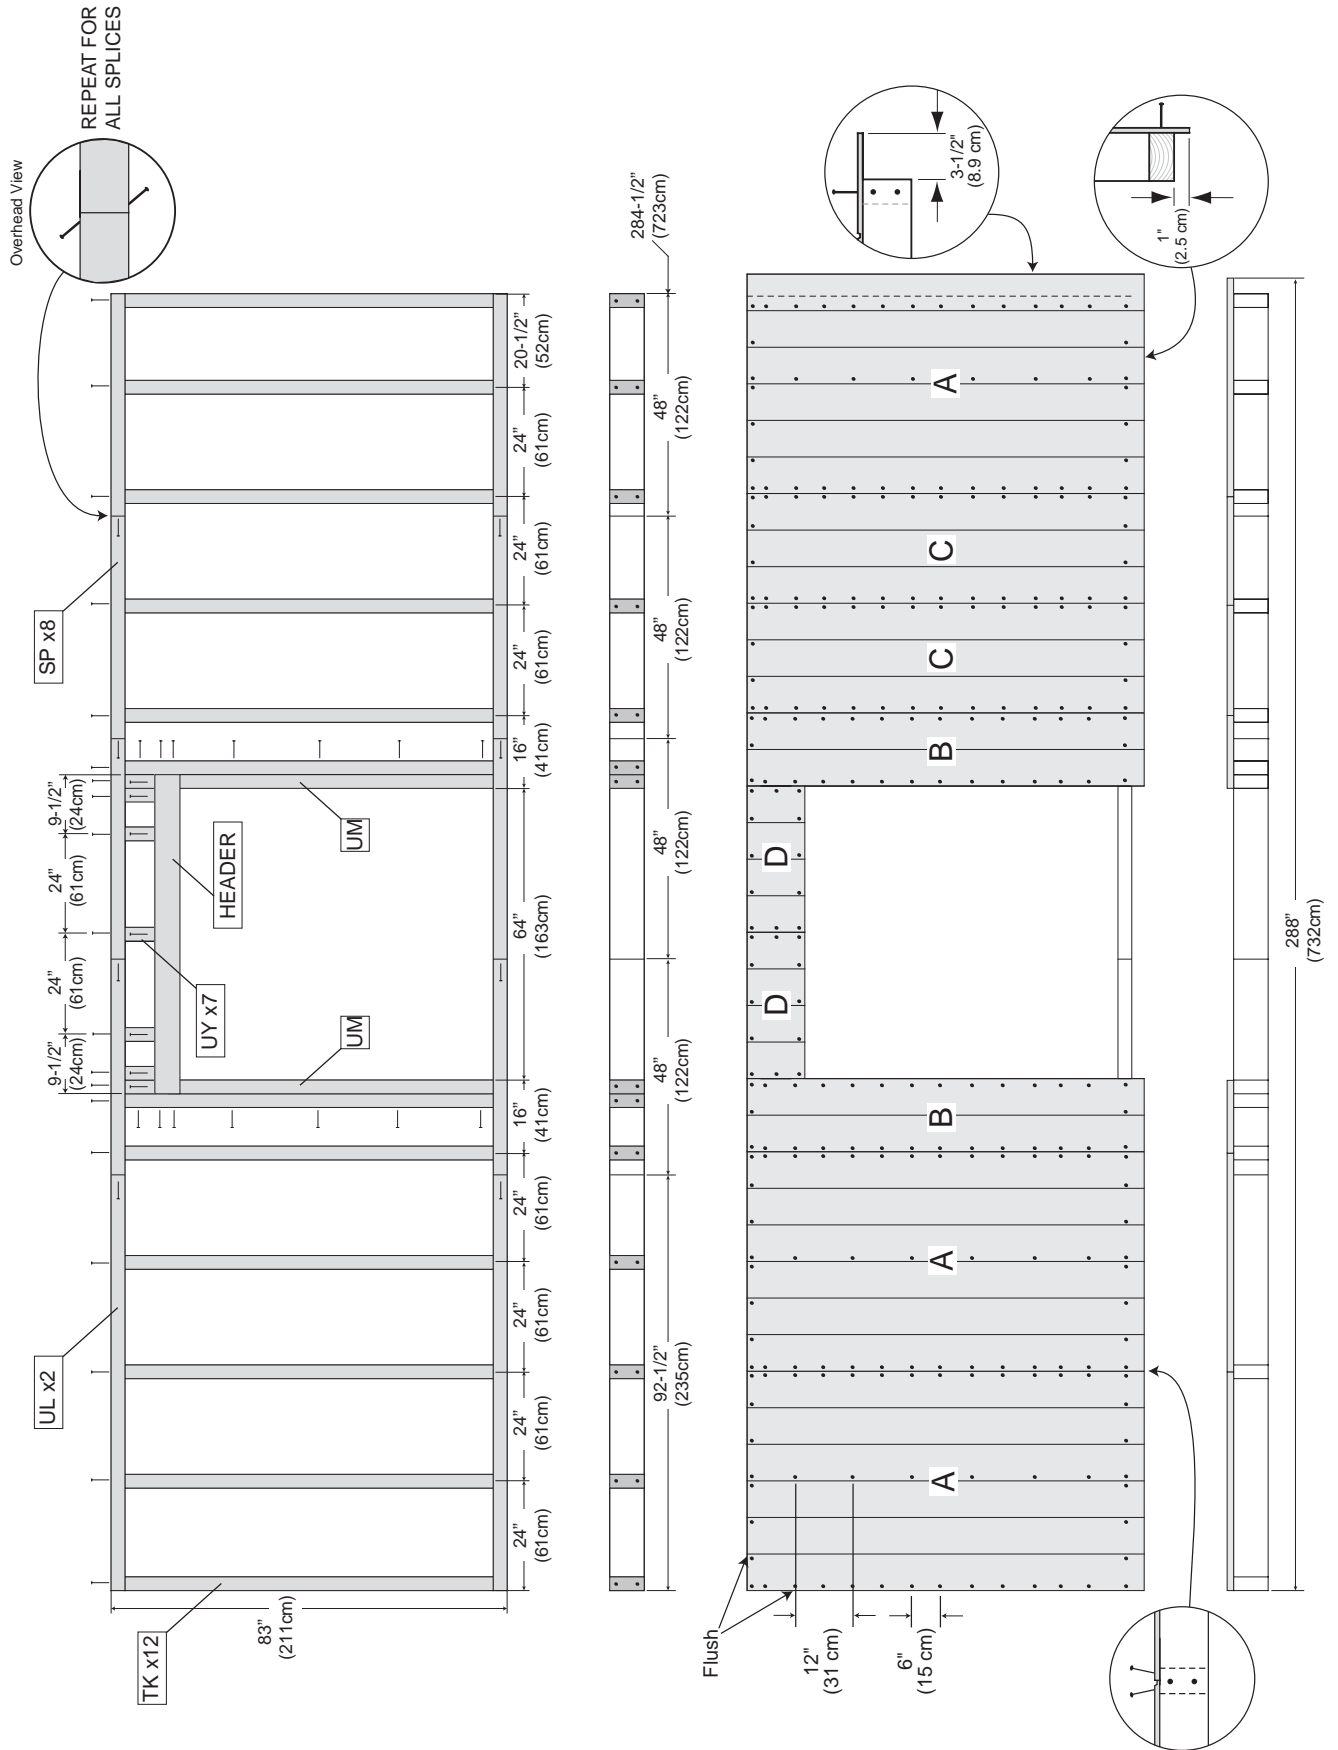 Overhead View
REPEAT FOR
ALL SPLICES
UL x2
SP x8
9-1/2"
(24cm)
24"
(61cm)
24"
(61cm)
9-1/2"
(24cm)
TK x12
83"
(211cm)
UY x7
HEADER
UM
UM
24"
(61cm)
24"
(61cm)
24"
(61cm)
24"
(61cm)
16"
(41cm)
64"
(163cm)
16"
(41cm)
24"
(61cm)
24"
(61cm)
24"
(61cm)
20-1/2"
(52cm)
92-1/2"
(235cm)
48"
(122cm)
48"
(122cm)
48"
(122cm)
48"
(122cm)
284-1/2"
(723cm)
Flush
12"
(31 cm)
6"
(15 cm)
A
A
B
D
D
B
C
C
A
3-1/2"
(8.9 cm)
1"
(2.5 cm)
288"
(732cm)